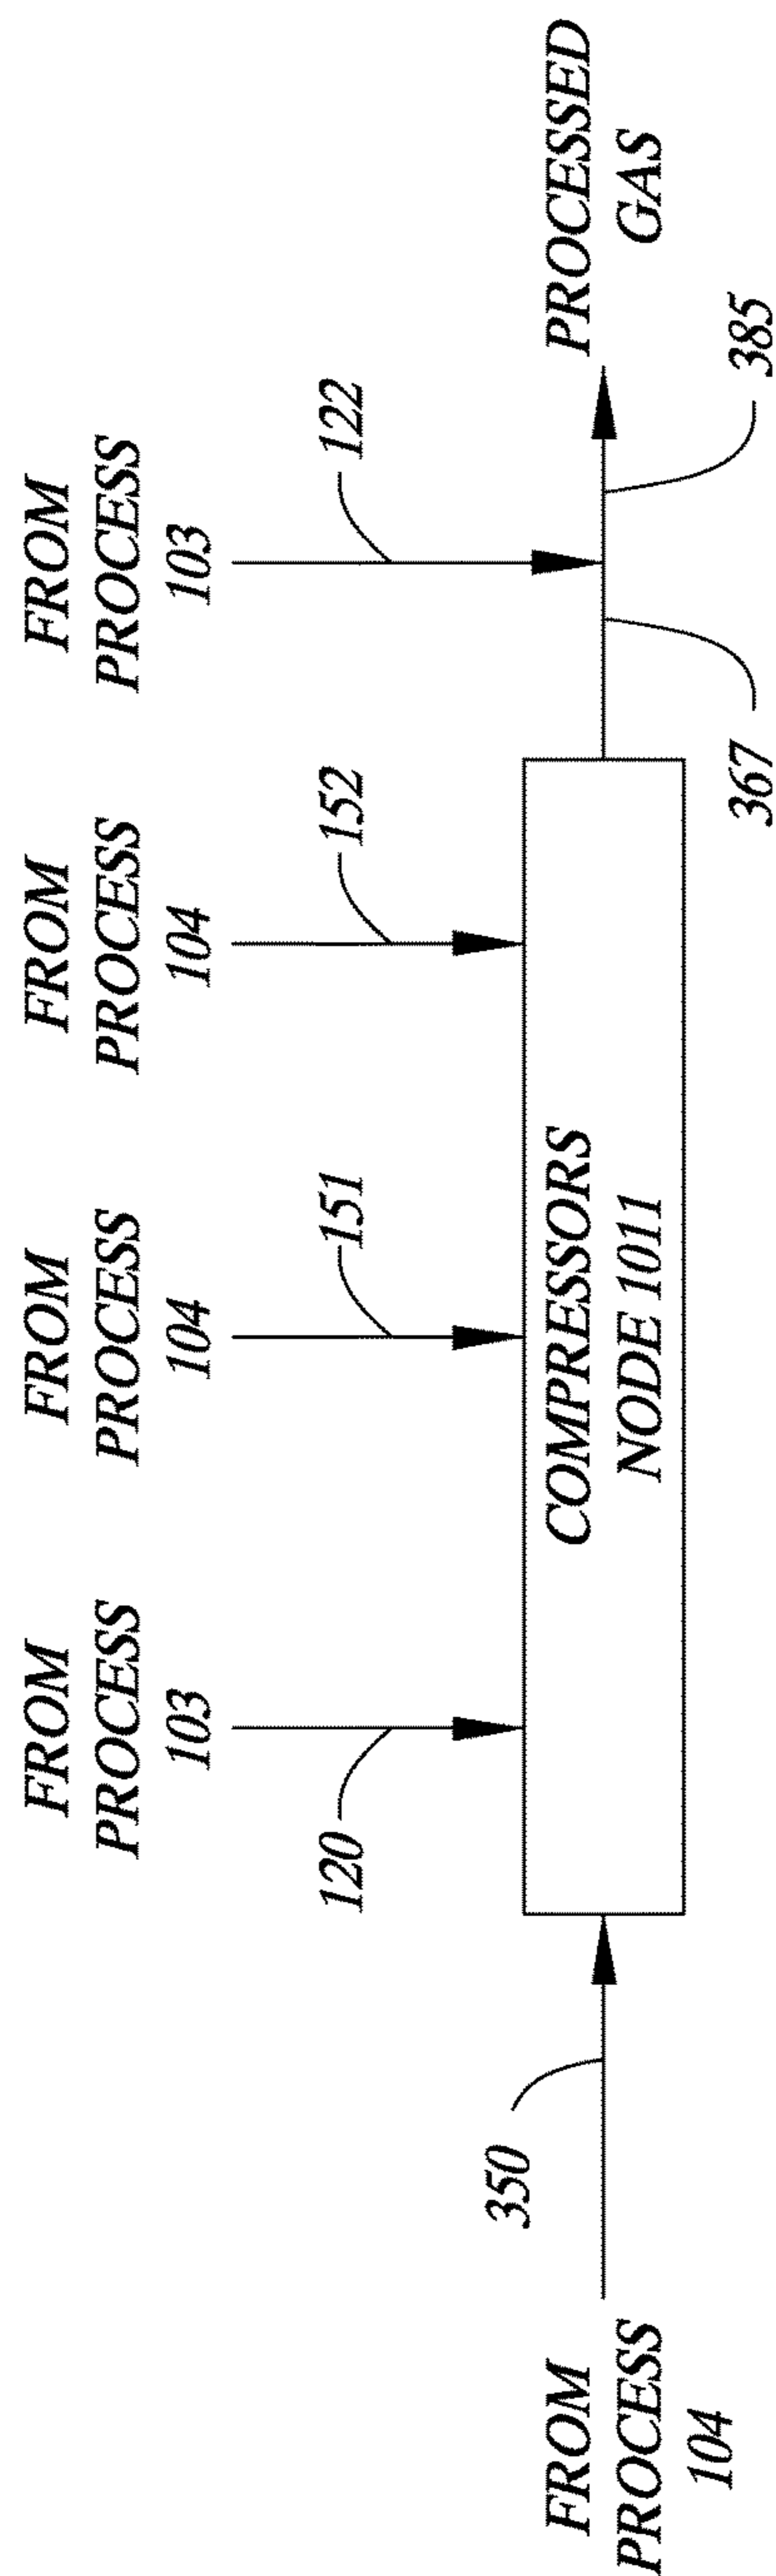 FROM
PROCESS
103
FROM
PROCESS
104
FROM
PROCESS
104
FROM
PROCESS
103
120
151
152
122
350
FROM
PROCESS
104
COMPRESSORS
NODE 1011
PROCESSED
GAS
367
385